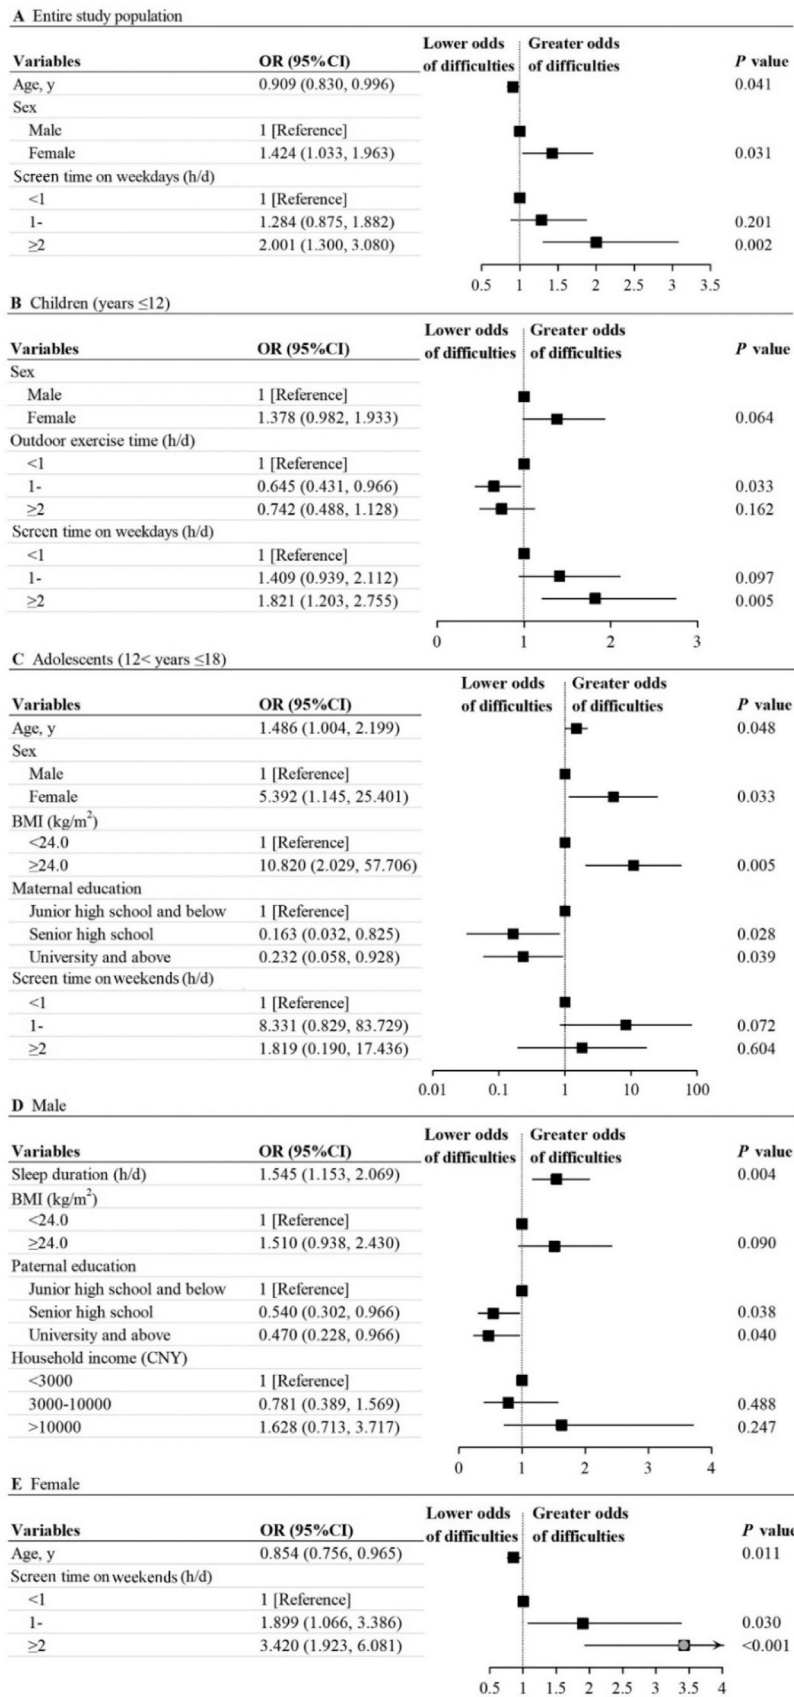 A Entire study population
Lower odds Greater odds
Variables OR (95%CI) of difficulties of difficulties P value
Age, y 0.909 (0.830, 0.996) 0.041
Sex
Male 1 [Reference]
Female 1.424 (1.033, 1.963) 0.031
Screen time on weekdays (h/d)
<1 1 [Reference]
1- 1.284 (0.875, 1.882) 0.201
≥2 2.001 (1.300, 3.080) 0.002
0.5 1 1.5 2 2.5 3 3.5
B Children (years ≤12)
Lower odds Greater odds
Variables OR (95%CI) of difficulties of difficulties P value
Sex
Male 1 [Reference]
Female 1.378 (0.982, 1.933) 0.064
Outdoor exercise time (h/d)
<1 1 [Reference]
1- 0.645 (0.431, 0.966) 0.033
≥2 0.742 (0.488, 1.128) 0.162
Screen time on weekdays (h/d)
<1 1 [Reference]
1- 1.409 (0.939, 2.112) 0.097
≥2 1.821 (1.203, 2.755) 0.005
0 1 2 3
C Adolescents (12< years ≤18)
Lower odds Greater odds
Variables OR (95%CI) of difficulties of difficulties P value
Age, y 1.486 (1.004, 2.199) 0.048
Sex
Male 1 [Reference]
Female 5.392 (1.145, 25.401) 0.033
BMI (kg/m²)
<24.0 1 [Reference]
≥24.0 10.820 (2.029, 57.706) 0.005
Maternal education
Junior high school and below 1 [Reference]
Senior high school 0.163 (0.032, 0.825) 0.028
University and above 0.232 (0.058, 0.928) 0.039
Screen time on weekends (h/d)
<1 1 [Reference]
1- 8.331 (0.829, 83.729) 0.072
≥2 1.819 (0.190, 17.436) 0.604
0.01 0.1 1 10 100
D Male
Lower odds Greater odds
Variables OR (95%CI) of difficulties of difficulties P value
Sleep duration (h/d) 1.545 (1.153, 2.069) 0.004
BMI (kg/m²)
<24.0 1 [Reference]
≥24.0 1.510 (0.938, 2.430) 0.090
Paternal education
Junior high school and below 1 [Reference]
Senior high school 0.540 (0.302, 0.966) 0.038
University and above 0.470 (0.228, 0.966) 0.040
Household income (CNY)
<3000 1 [Reference]
3000-10000 0.781 (0.389, 1.569) 0.488
>10000 1.628 (0.713, 3.717) 0.247
0 1 2 3 4
E Female
Lower odds Greater odds
Variables OR (95%CI) of difficulties of difficulties P value
Age, y 0.854 (0.756, 0.965) 0.011
Screen time on weekends (h/d)
<1 1 [Reference]
1- 1.899 (1.066, 3.386) 0.030
≥2 3.420 (1.923, 6.081) <0.001
0.5 1 1.5 2 2.5 3 3.5 4